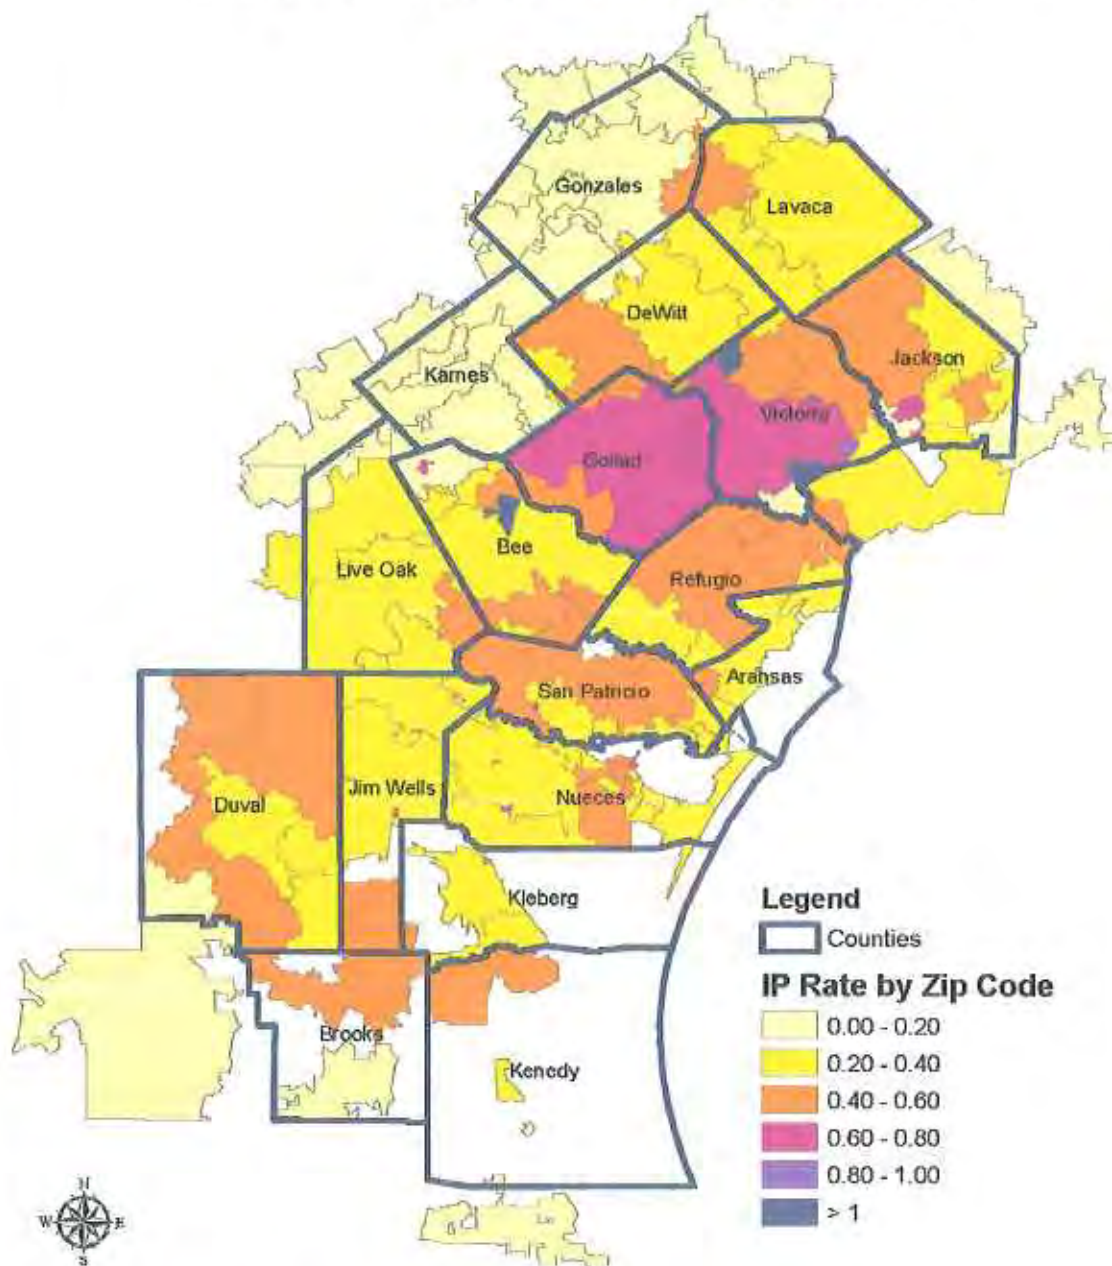 Gonzales
Lavaca
DeWitt
Karnes
Jackson
Victoria
Goliad
Bee
Live Oak
Refugio
Aransas
San Patricio
Jim Wells
Duval
Nueces
Kleberg
Brooks
Kenedy
Legend
Counties
IP Rate by Zip Code
0.00 - 0.20
0.20 - 0.40
0.40 - 0.60
0.60 - 0.80
0.80 - 1.00
> 1
N
W
E
S